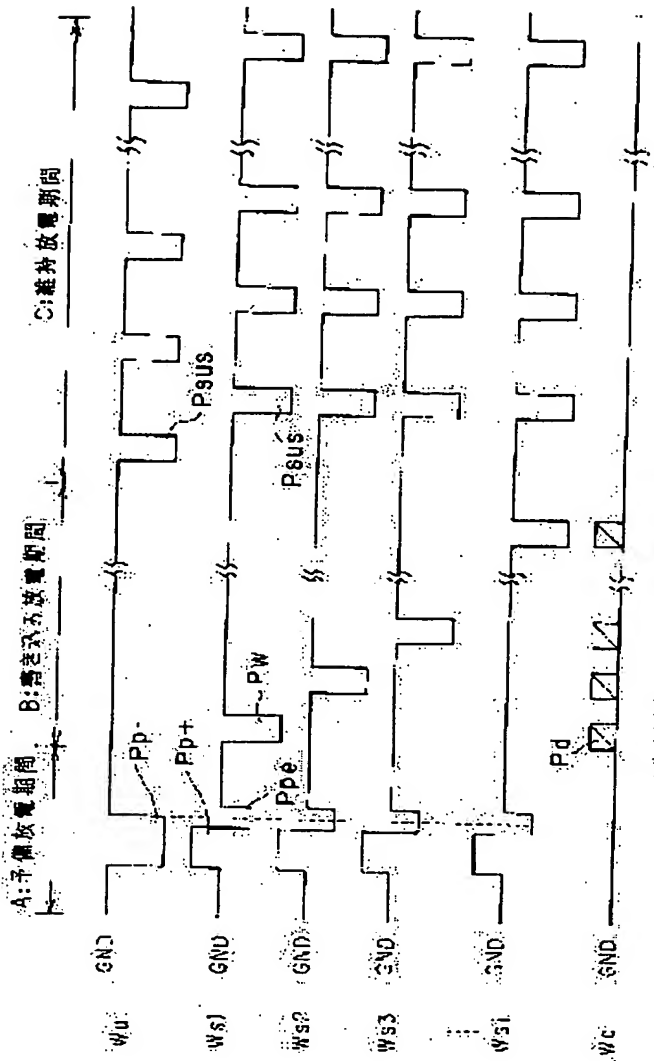 A:予備放電期間
B:書き込み放電期間
C:維持放電期間
Wu
GND
Pp-
Psus
Ws1
GND
Pp+
Ppe
PW
Psus
Ws2
GND
Ws3
GND
Wsi
GND
Wc
GND
Pd